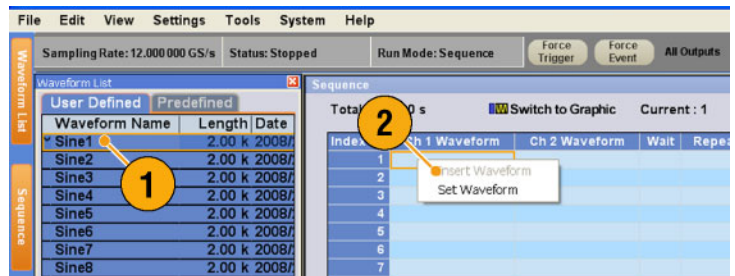 File Edit View Settings Tools System Help
Sampling Rate: 12.000 000 GS/s Status: Stopped Run Mode: Sequence Force Trigger Force Event All Outputs
Waveform List
Sequence
Waveform List
User Defined Predefined
Waveform Name Length Date
Sine1 2.00 k 2008/
Sine2 2.00 k 2008/
Sine3 2.00 k 2008/
Sine4 2.00 k 2008/
Sine5 2.00 k 2008/
Sine6 2.00 k 2008/
Sine7 2.00 k 2008/
Sine8 2.00 k 2008/
1
Sequence
0 s Switch to Graphic Current : 1
2
Index Ch 1 Waveform Ch 2 Waveform Wait Repea
1
2
3
4
5
6
7
Insert Waveform
Set Waveform